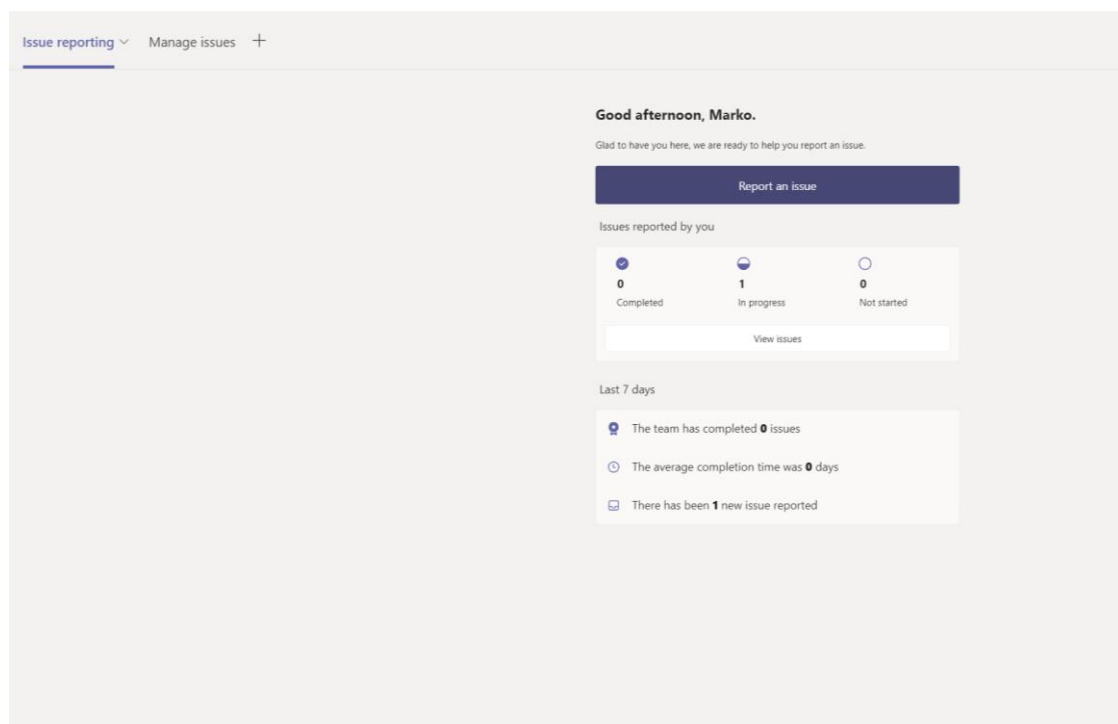 Issue reporting Manage issues
Good afternoon, Marko.
Glad to have you here, we are ready to help you report an issue.
Report an issue
Issues reported by you
0 1 0
Completed In progress Not started
View issues
Last 7 days
The team has completed 0 issues
The average completion time was 0 days
There has been 1 new issue reported